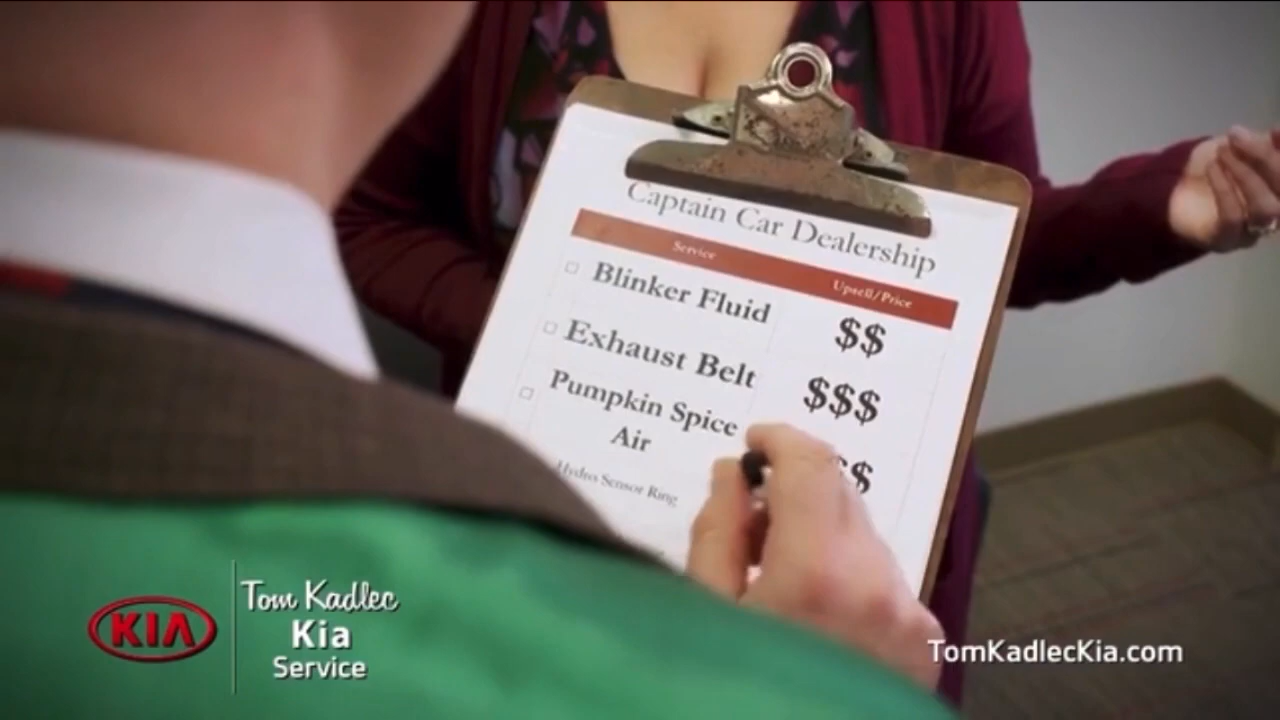 Captain Car Dealership
Service Upsell/Price
Blinker Fluid $$
Exhaust Belt $$$
Pumpkin Spice
Air $$
Hydro Sensor Ring
KIA
Tom Kadlec
Kia
Service
TomKadlecKia.com